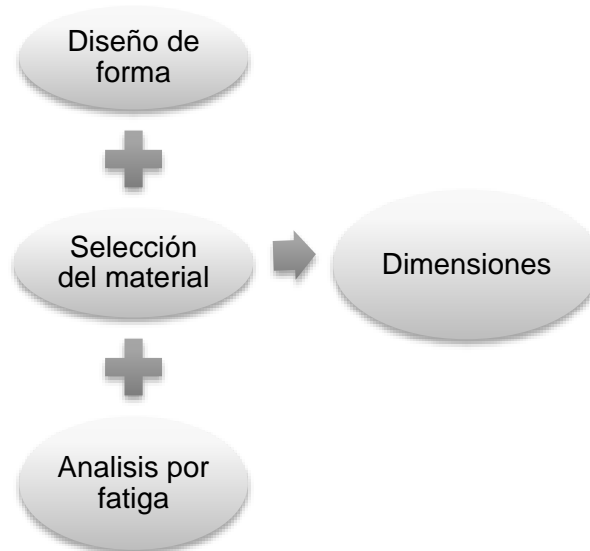 Diseño de
forma
Selección
del material
Dimensiones
Analisis por
fatiga